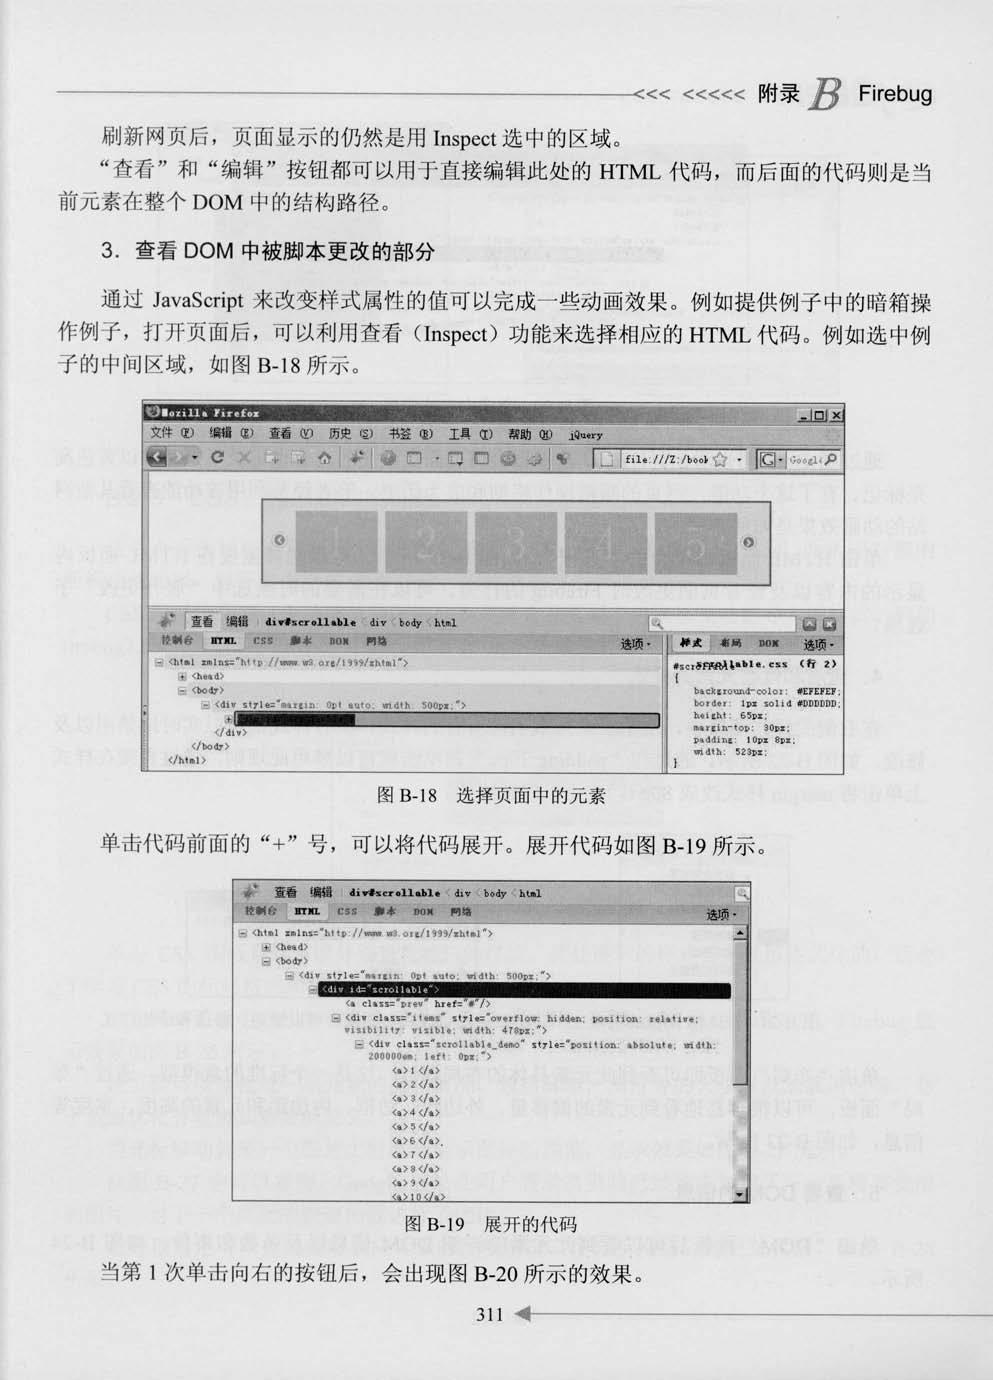 <<< <<<<< 附录 B Firebug
刷新网页后，页面显示的仍然是用 Inspect 选中的区域。
“查看”和“编辑”按钮都可以用于直接编辑此处的 HTML 代码，而后面的代码则是当
前元素在整个 DOM 中的结构路径。
3．查看 DOM 中被脚本更改的部分
通过 JavaScript 来改变样式属性的值可以完成一些动画效果。例如提供例子中的暗箱操
作例子，打开页面后，可以利用查看（Inspect）功能来选择相应的 HTML 代码。例如选中例
子的中间区域，如图 B-18 所示。
Mozilla Firefox
文件 (F) 编辑 (E) 查看 (V) 历史 (S) 书签 (B) 工具 (T) 帮助 (H) jQuery
file:///Z:/book
Google
1 2 3 4 5
查看 编辑 div#scrollable < div < body < html
控制台 HTML CSS 脚本 DOM 网络 选项
样式 布局 DOM 选项
<html xmlns="http://www.w3.org/1999/xhtml">
<head>
<body>
<div style="margin: 0pt auto; width: 500px;">
</div>
</body>
</html>
#scrollable
scrollable.css (行 2)
{
background-color: #EFEFEF;
border: 1px solid #DDDDDD;
height: 65px;
margin-top: 30px;
padding: 10px 8px;
width: 523px;
}
图 B-18 选择页面中的元素
单击代码前面的“+”号，可以将代码展开。展开代码如图 B-19 所示。
查看 编辑 div#scrollable < div < body < html
控制台 HTML CSS 脚本 DOM 网络 选项
<html xmlns="http://www.w3.org/1999/xhtml">
<head>
<body>
<div style="margin: 0pt auto; width: 500px;">
<div id="scrollable">
<a class="prev" href="#"/>
<div class="items" style="overflow: hidden; position: relative;
visibility: visible; width: 478px;">
<div class="scrollable_demo" style="position: absolute; width:
200000em; left: 0px;">
<a>1</a>
<a>2</a>
<a>3</a>
<a>4</a>
<a>5</a>
<a>6</a>
<a>7</a>
<a>8</a>
<a>9</a>
<a>10</a>
图 B-19 展开的代码
当第 1 次单击向右的按钮后，会出现图 B-20 所示的效果。
311